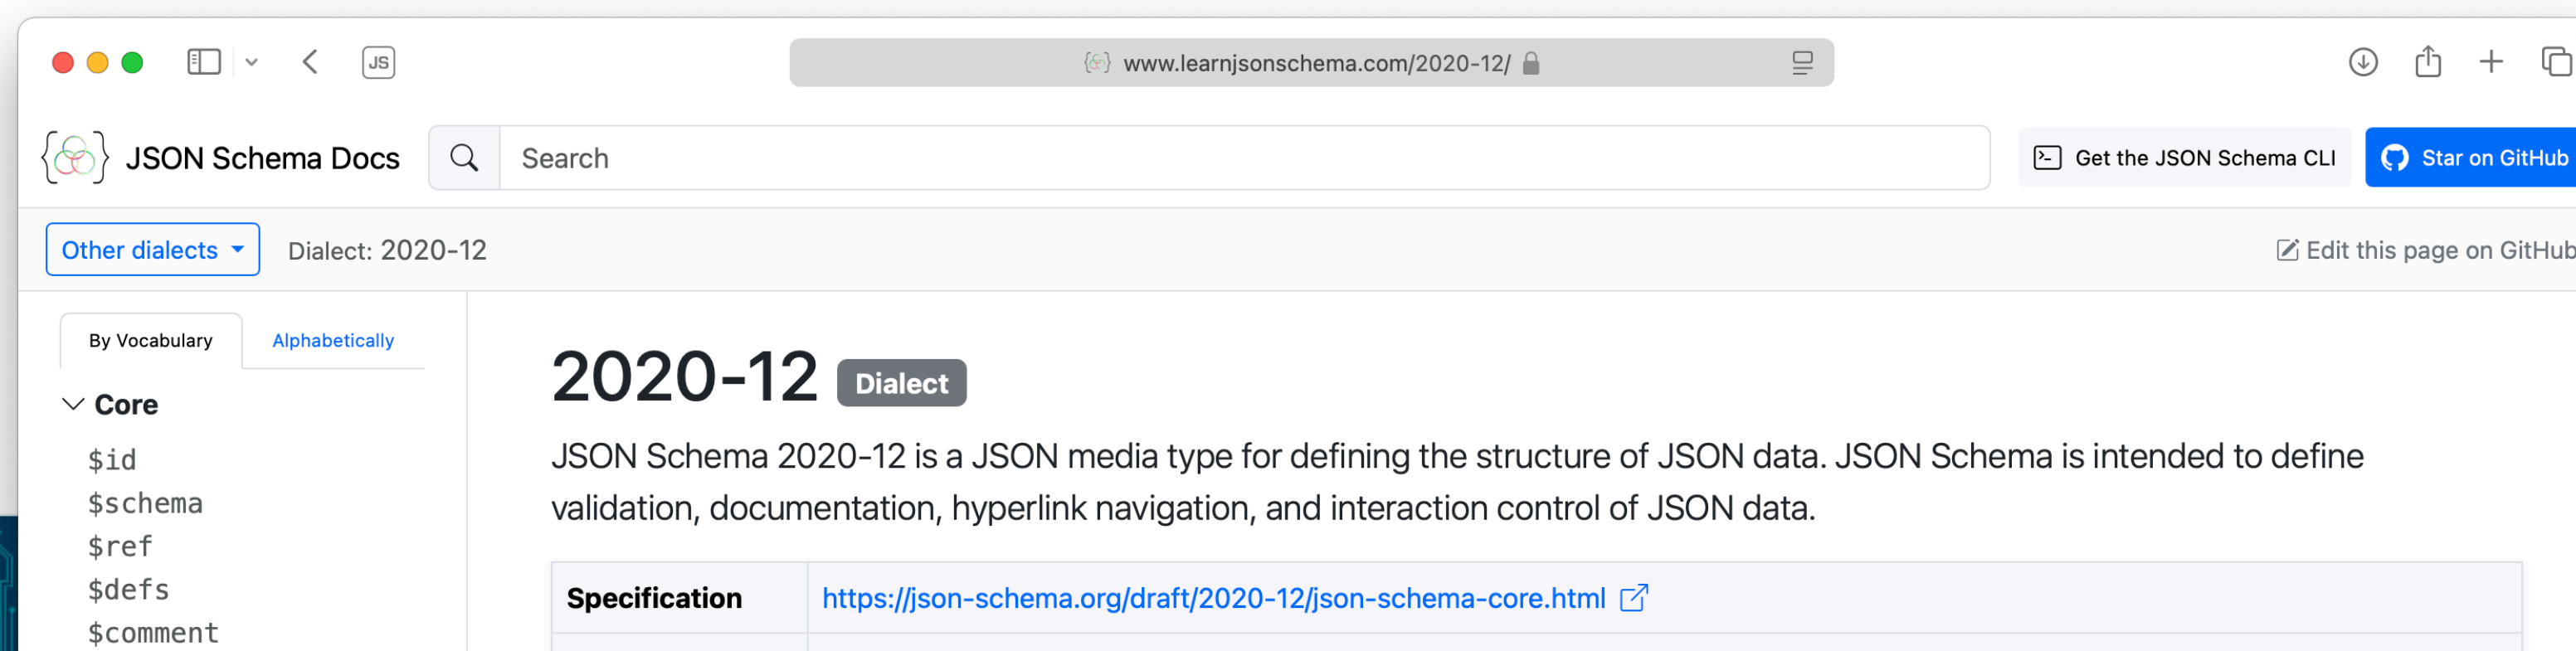 JS
www.learnjsonschema.com/2020-12/
JSON Schema Docs
Search
Get the JSON Schema CLI
Star on GitHub
Other dialects
Dialect: 2020-12
Edit this page on GitHub
By Vocabulary
Alphabetically
Core
$id
$schema
$ref
$defs
$comment
2020-12 Dialect
JSON Schema 2020-12 is a JSON media type for defining the structure of JSON data. JSON Schema is intended to define
validation, documentation, hyperlink navigation, and interaction control of JSON data.
Specification
https://json-schema.org/draft/2020-12/json-schema-core.html